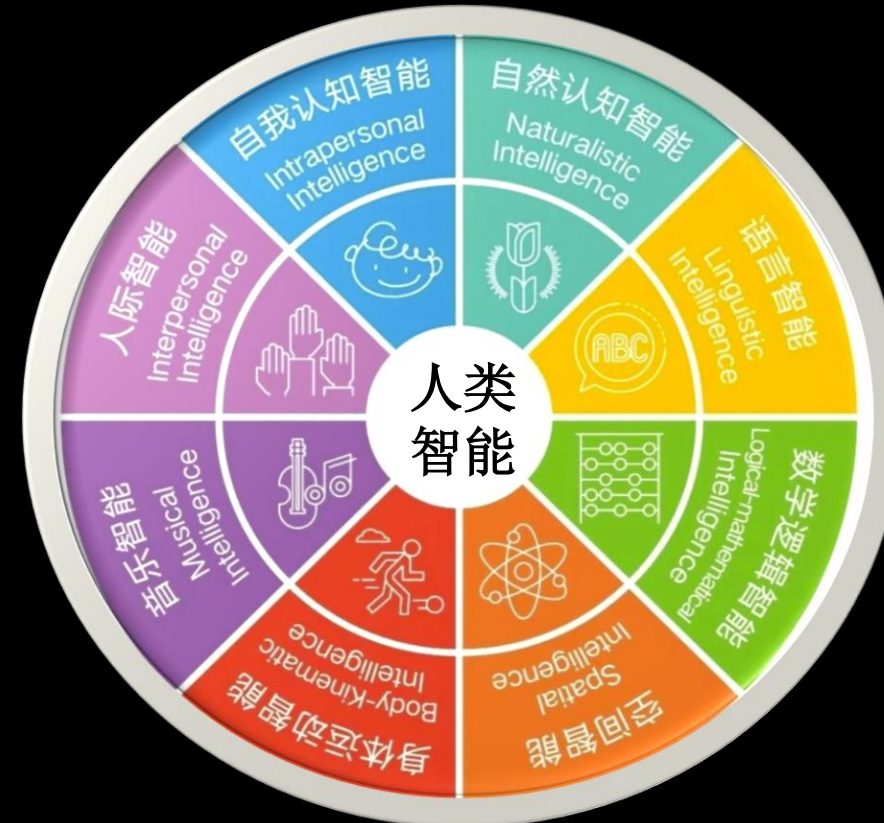 自我认知智能
Intrapersonal
Intelligence
自然认知智能
Naturalistic
Intelligence
语言智能
Linguistic
Intelligence
数学逻辑智能
Logical-mathematical
Intelligence
空间智能
Spatial
Intelligence
身体运动智能
Body-Kinematic
Intelligence
音乐智能
Musical
Intelligence
人际智能
Interpersonal
Intelligence
ABC
人类
智能